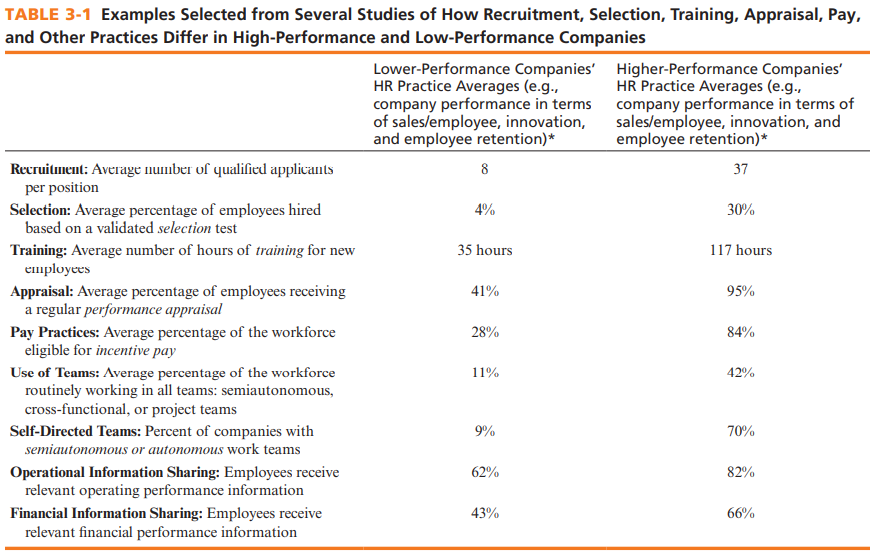 TABLE 3-1 Examples Selected from Several Studies of How Recruitment, Selection, Training, Appraisal, Pay,
and Other Practices Differ in High-Performance and Low-Performance Companies
Lower-Performance Companies’
HR Practice Averages (e.g.,
company performance in terms
of sales/employee, innovation,
and employee retention)*
Higher-Performance Companies’
HR Practice Averages (e.g.,
company performance in terms of
sales/employee, innovation, and
employee retention)*
Recruitment: Average number of qualified applicants 8 37
per position
Selection: Average percentage of employees hired 4% 30%
based on a validated selection test
Training: Average number of hours of training for new 35 hours 117 hours
employees
Appraisal: Average percentage of employees receiving 41% 95%
a regular performance appraisal
Pay Practices: Average percentage of the workforce 28% 84%
eligible for incentive pay
Use of Teams: Average percentage of the workforce 11% 42%
routinely working in all teams: semiautonomous,
cross-functional, or project teams
Self-Directed Teams: Percent of companies with 9% 70%
semiautonomous or autonomous work teams
Operational Information Sharing: Employees receive 62% 82%
relevant operating performance information
Financial Information Sharing: Employees receive 43% 66%
relevant financial performance information